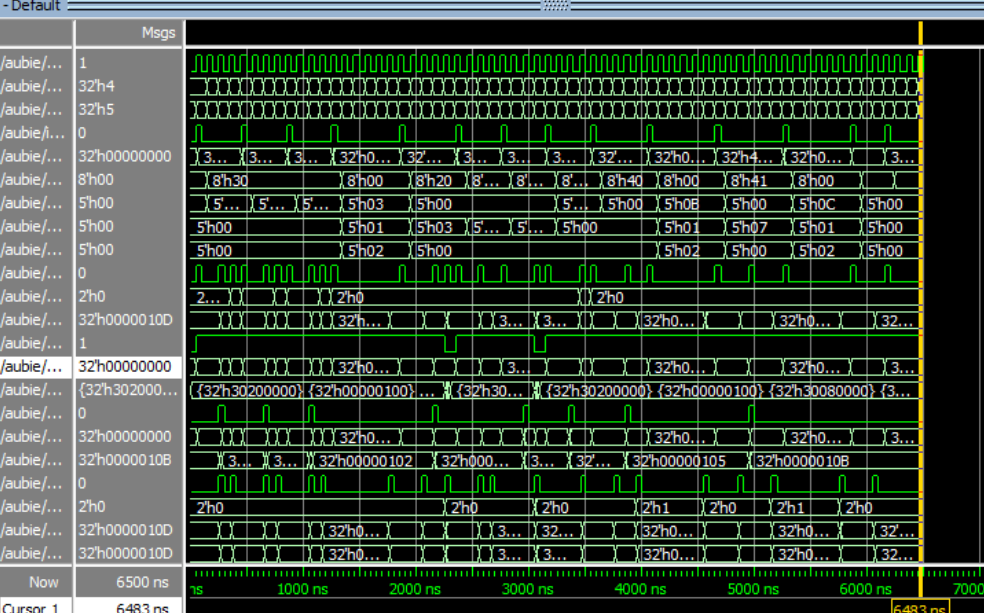 - Default
Msgs
/aubie/... 1
/aubie/... 32'h4
/aubie/... 32'h5
/aubie/i... 0
/aubie/... 32'h00000000 3... 3... 3... 32'h0... 32'... 3... 3... 3... 32'... 32'h0... 32'h4... 32'h0... 3...
/aubie/... 8'h00 8'h30 8'h00 8'h20 8'... 8'... 8'... 8'h40 8'h00 8'h41 8'h00
/aubie/... 5'h00 5'... 5'... 5'... 5'h03 5'h00 5'... 5'h00 5'h0B 5'h00 5'h0C 5'h00
/aubie/... 5'h00 5'h00 5'h01 5'h03 5'... 5'... 5'h00 5'h01 5'h07 5'h01 5'h00
/aubie/... 5'h00 5'h00 5'h02 5'h00 5'h02 5'h00 5'h02 5'h00
/aubie/... 0
/aubie/... 2'h0 2... 2'h0 2'h0
/aubie/... 32'h0000010D 32'h... 3... 3... 32'h0... 32'h0... 32...
/aubie/... 1
/aubie/... 32'h00000000 32'h0... 3... 32'h0... 32'h0... 3...
/aubie/... {32'h302000... {32'h30200000} {32'h00000100} ... {32'h30... {32'h30200000} {32'h00000100} {32'h30080000} {3...
/aubie/... 0
/aubie/... 32'h00000000 32'h0... 32'h0... 32'h0... 3...
/aubie/... 32'h0000010B 3... 3... 32'h00000102 32'h000... 3... 32'... 32'h00000105 32'h0000010B
/aubie/... 0
/aubie/... 2'h0 2'h0 2'h0 2'h0 2'h1 2'h0 2'h1 2'h0
/aubie/... 32'h0000010D 32'h0... 3... 32... 32'h0... 32'h0... 32'...
/aubie/... 32'h0000010D 32'h0... 3... 3... 32'h0... 32'h0... 32...
Now 6500 ns ns 1000 ns 2000 ns 3000 ns 4000 ns 5000 ns 6000 ns 7000
Cursor 1 6483 ns 6483 ns